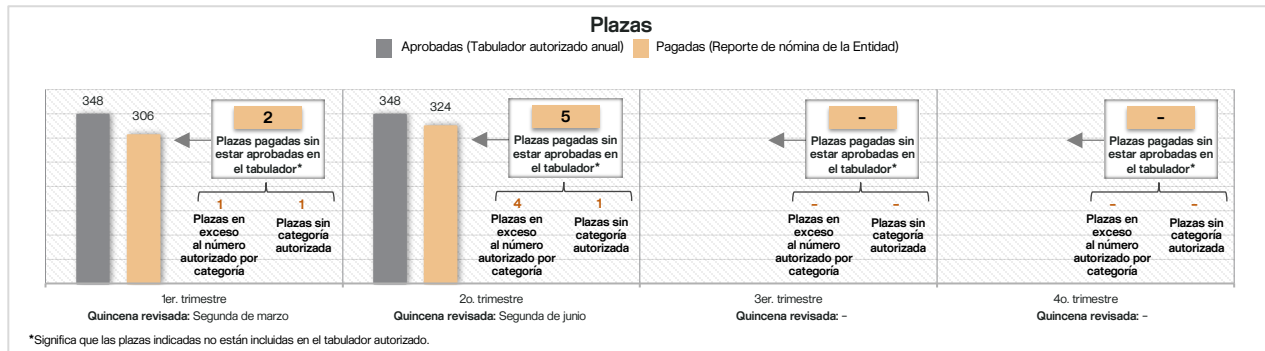 Plazas
Aprobadas (Tabulador autorizado anual)
Pagadas (Reporte de nómina de la Entidad)
348
306
2
Plazas pagadas sin
estar aprobadas en
el tabulador*
1
Plazas en
exceso
al número
autorizado por
categoría
1
Plazas sin
categoría
autorizada
1er. trimestre
Quincena revisada: Segunda de marzo
348
324
5
Plazas pagadas sin
estar aprobadas en
el tabulador*
4
Plazas en
exceso
al número
autorizado por
categoría
1
Plazas sin
categoría
autorizada
2o. trimestre
Quincena revisada: Segunda de junio
-
Plazas pagadas sin
estar aprobadas en
el tabulador*
-
Plazas en
exceso
al número
autorizado por
categoría
-
Plazas sin
categoría
autorizada
3er. trimestre
Quincena revisada: -
-
Plazas pagadas sin
estar aprobadas en
el tabulador*
-
Plazas en
exceso
al número
autorizado por
categoría
-
Plazas sin
categoría
autorizada
4o. trimestre
Quincena revisada: -
*Significa que las plazas indicadas no están incluidas en el tabulador autorizado.